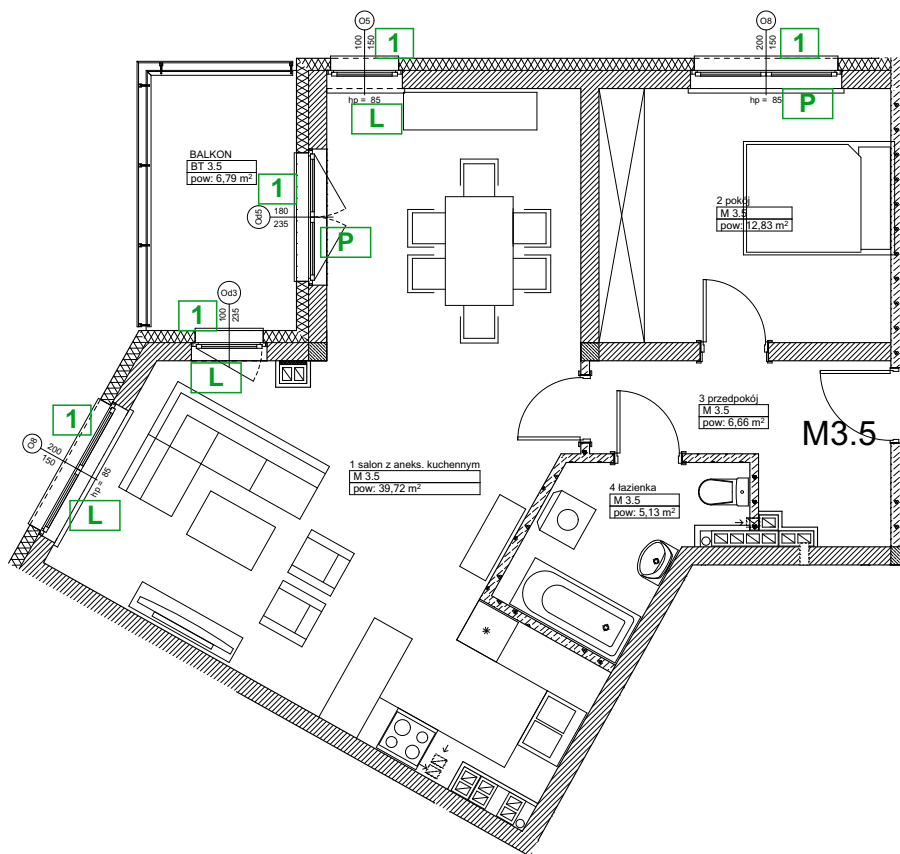 O5
100
150
1
hp = 85
L
O8
200
150
1
hp = 85
P
BALKON
BT 3.5
pow: 6,79 m²
1
Od5
180
235
P
2 pokój
M 3.5
pow: 12,83 m²
Od3
100
235
1
L
3 przedpokój
M 3.5
pow: 6,66 m²
M3.5
1
O8
200
150
hp = 85
L
1 salon z aneks. kuchennym
M 3.5
pow: 39,72 m²
4 łazienka
M 3.5
pow: 5,13 m²